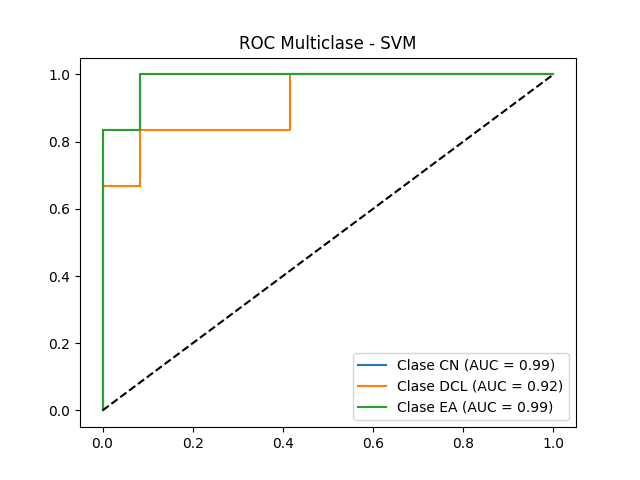 ROC Multiclase - SVM
1.0
0.8
0.6
0.4
0.2
0.0
0.0 0.2 0.4 0.6 0.8 1.0
Clase CN (AUC = 0.99)
Clase DCL (AUC = 0.92)
Clase EA (AUC = 0.99)